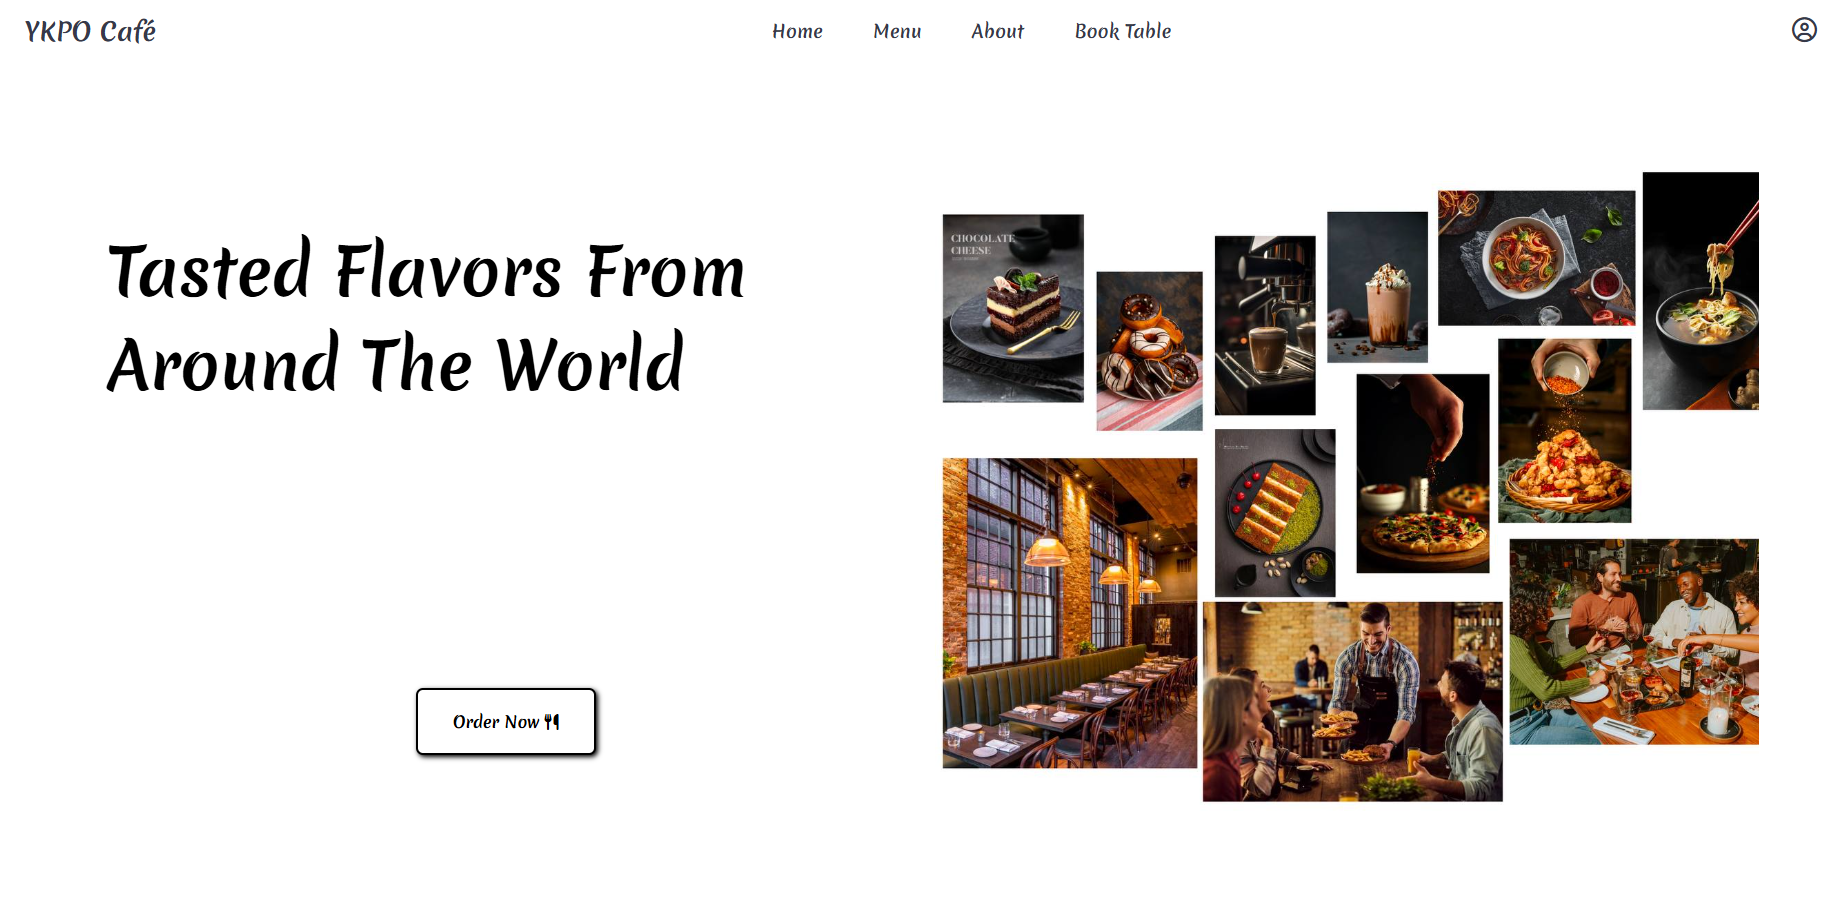 YKPO Café
Home Menu About Book Table
Tasted Flavors From
Around The World
CHOCOLATE
CHEESE
Order Now